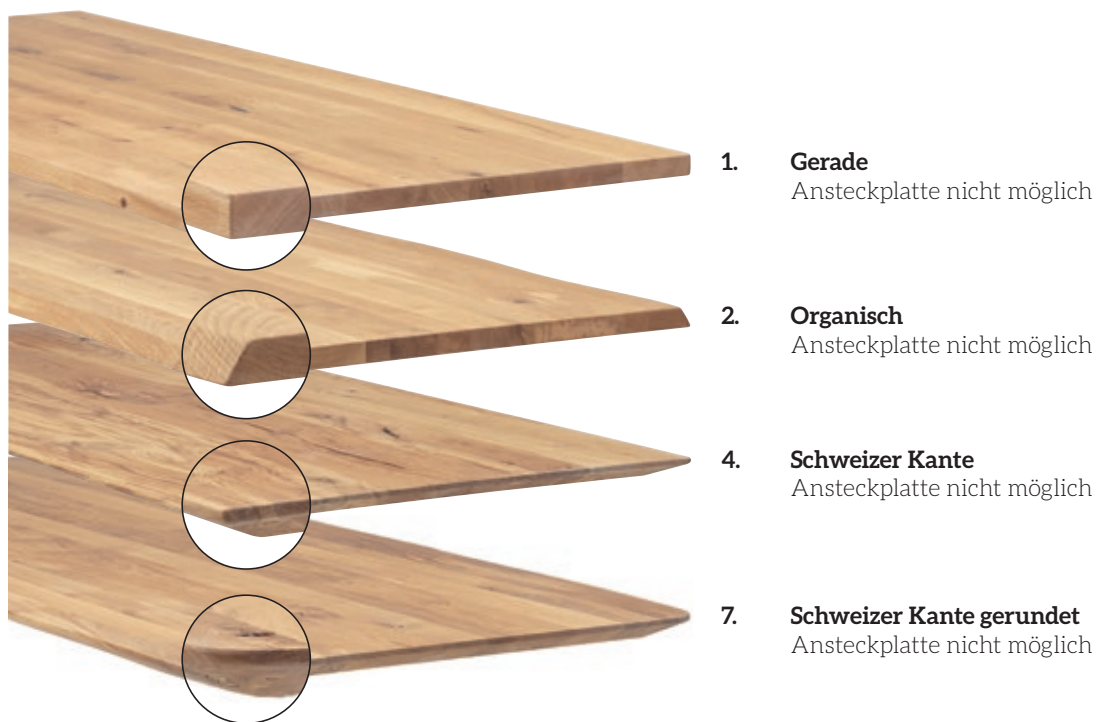 1. Gerade
Ansteckplatte nicht möglich
2. Organisch
Ansteckplatte nicht möglich
4. Schweizer Kante
Ansteckplatte nicht möglich
7. Schweizer Kante gerundet
Ansteckplatte nicht möglich